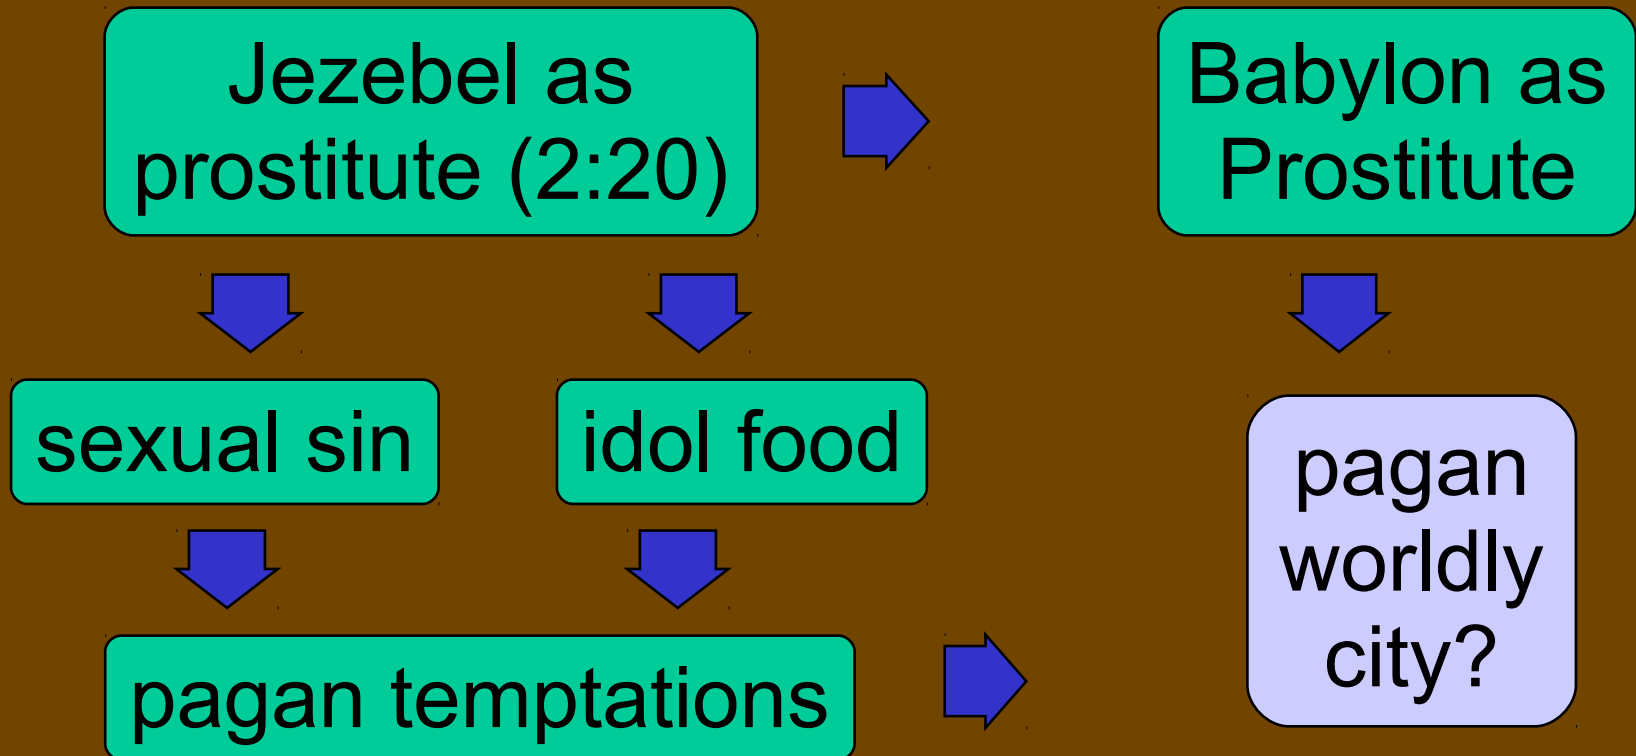 Jezebel as
prostitute (2:20)
Babylon as
Prostitute
sexual sin
idol food
pagan
worldly
city?
pagan temptations